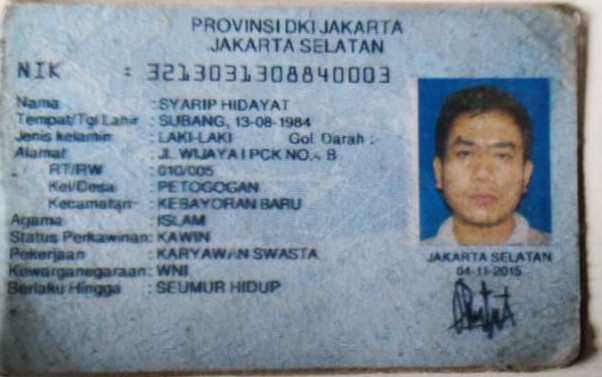 PROVINSI DKI JAKARTA
JAKARTA SELATAN
NIK : 3213031308840003
Nama : SYARIP HIDAYAT
Tempat/Tgl Lahir : SUBANG, 13-08-1984
Jenis kelamin : LAKI-LAKI Gol. Darah :
Alamat : JL WIJAYA I PCK NO.4 B
RT/RW : 010/005
Kel/Desa : PETOGOGAN
Kecamatan : KEBAYORAN BARU
Agama : ISLAM
Status Perkawinan: KAWIN
Pekerjaan : KARYAWAN SWASTA
Kewarganegaraan: WNI
Berlaku Hingga : SEUMUR HIDUP
JAKARTA SELATAN
04-11-2015